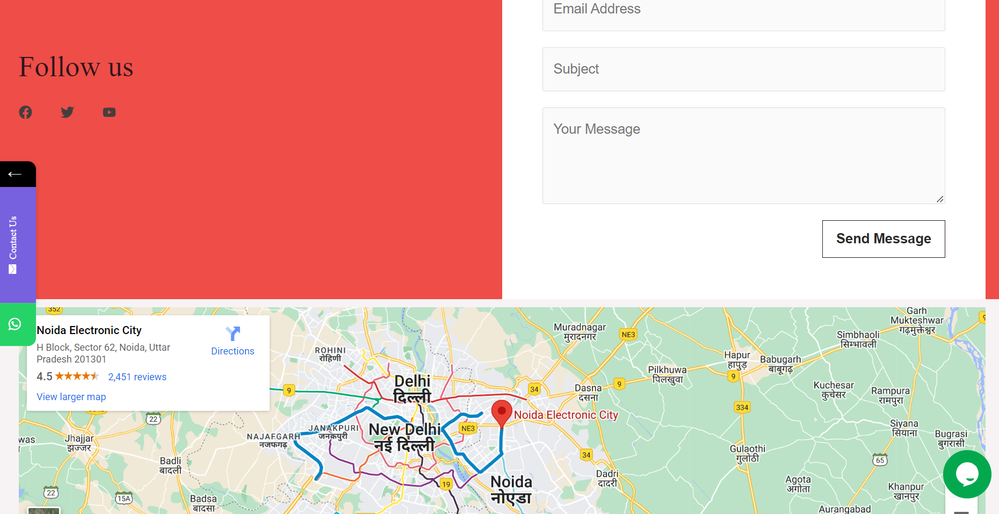 Email Address
Follow us
Subject
Your Message
Send Message
←
Contact Us
352
Noida Electronic City
H Block, Sector 62, Noida, Uttar
Pradesh 201301
Directions
4.5
2,451 reviews
View larger map
ROHINI
रोहिणी
Delhi
दिल्ली
9
New Delhi
नई दिल्ली
JANAKPURI
जनकपुरी
NAJAFGARH
नजफगढ़
22
Jhajjar
झज्जर
Badli
बादली
22
15A
Badsa
बादसा
was
NE3
Noida Electronic City
Noida
नोएडा
19
34
34
Muradnagar
मुरादनगर
NE3
Dasna
दसना
9
Pilkhuwa
पिलखुवा
Hapur
हापुड़
9
Babugarh
बाबूगढ़
Simbhaoli
सिम्भावली
Garh
Mukteshwar
गढ़मुक्तेश्वर
9
Kuchesar
कुचेसर
Rampura
रामपुरा
334
Siyana
सियाना
Bugrasi
बुगरासी
Gulaothi
गुलोठी
65
Dadri
दादरी
Agota
अगोता
Khanpur
खानपुर
Aurangabad